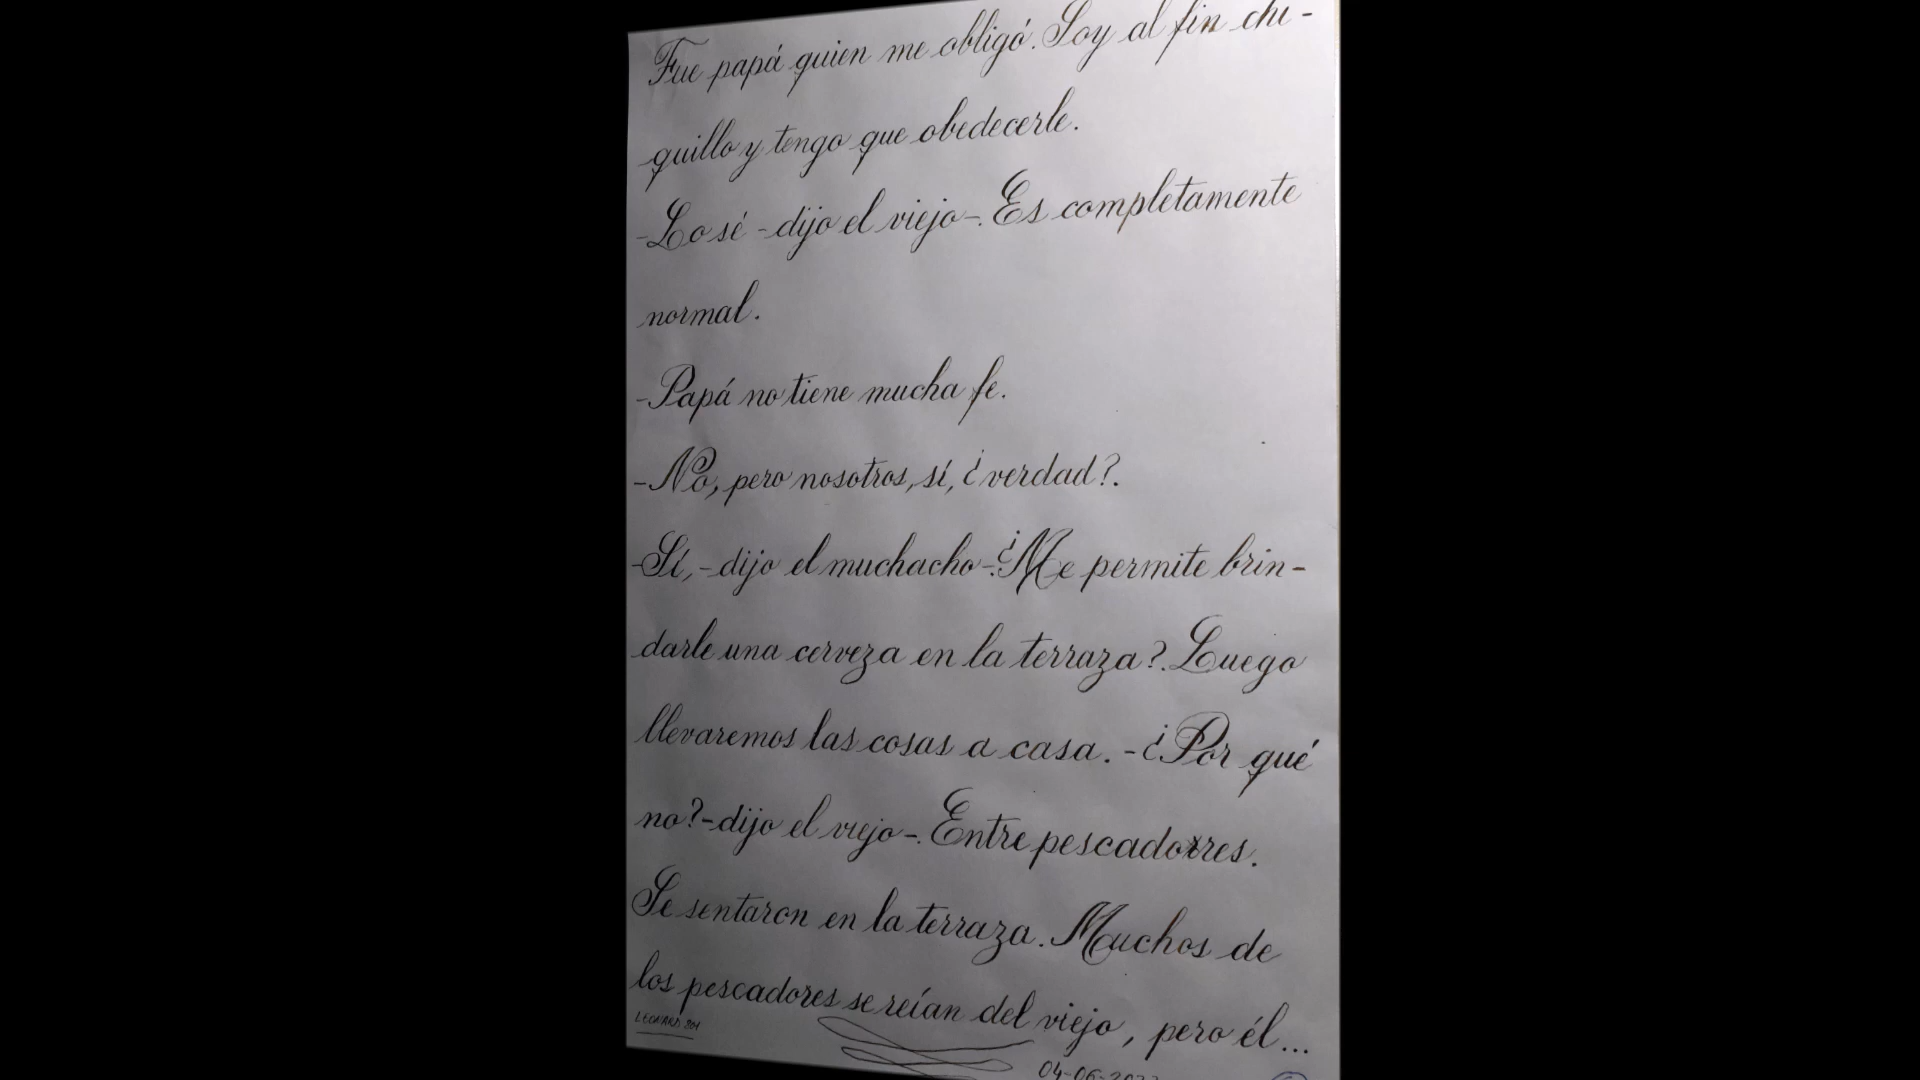 Fue papá quien me obligó. Soy al fin chi-
quillo y tengo que obedecerle.
-Lo sé -dijo el viejo-. Es completamente
normal.
-Papá no tiene mucha fe.
-No, pero nosotros, sí, ¿verdad?.
-Sí, -dijo el muchacho-. ¿Me permite brin-
darle una cerveza en la terraza?. Luego
llevaremos las cosas a casa. -¿Por qué
no?-dijo el viejo-. Entre pescadorres.
Se sentaron en la terraza. Muchos de
los pescadores se reían del viejo, pero él...
04-06-